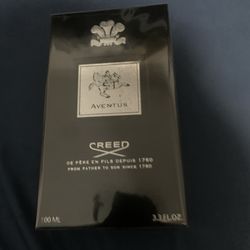 AVENTUS
CREED
DE PÈRE EN FILS DEPUIS 1760
FROM FATHER TO SON SINCE 1760
100 ML 3.3 FL.OZ.